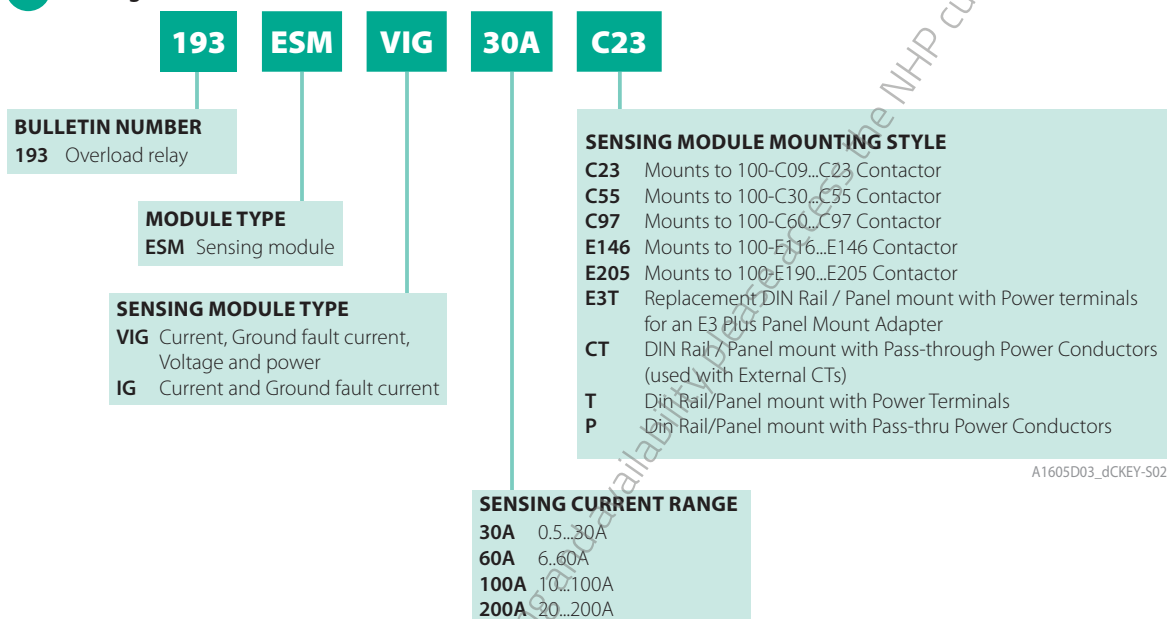 193 ESM VIG 30A C23
BULLETIN NUMBER
193 Overload relay
MODULE TYPE
ESM Sensing module
SENSING MODULE TYPE
VIG Current, Ground fault current,
Voltage and power
IG Current and Ground fault current
SENSING MODULE MOUNTING STYLE
C23 Mounts to 100-C09...C23 Contactor
C55 Mounts to 100-C30...C55 Contactor
C97 Mounts to 100-C60...C97 Contactor
E146 Mounts to 100-E116...E146 Contactor
E205 Mounts to 100-E190...E205 Contactor
E3T Replacement DIN Rail / Panel mount with Power terminals
for an E3 Plus Panel Mount Adapter
CT DIN Rail / Panel mount with Pass-through Power Conductors
(used with External CTs)
T Din Rail/Panel mount with Power Terminals
P Din Rail/Panel mount with Pass-thru Power Conductors
A1605D03_dCKEY-S02
SENSING CURRENT RANGE
30A 0.5...30A
60A 6..60A
100A 10...100A
200A 20...200A
and availability please access the NHP